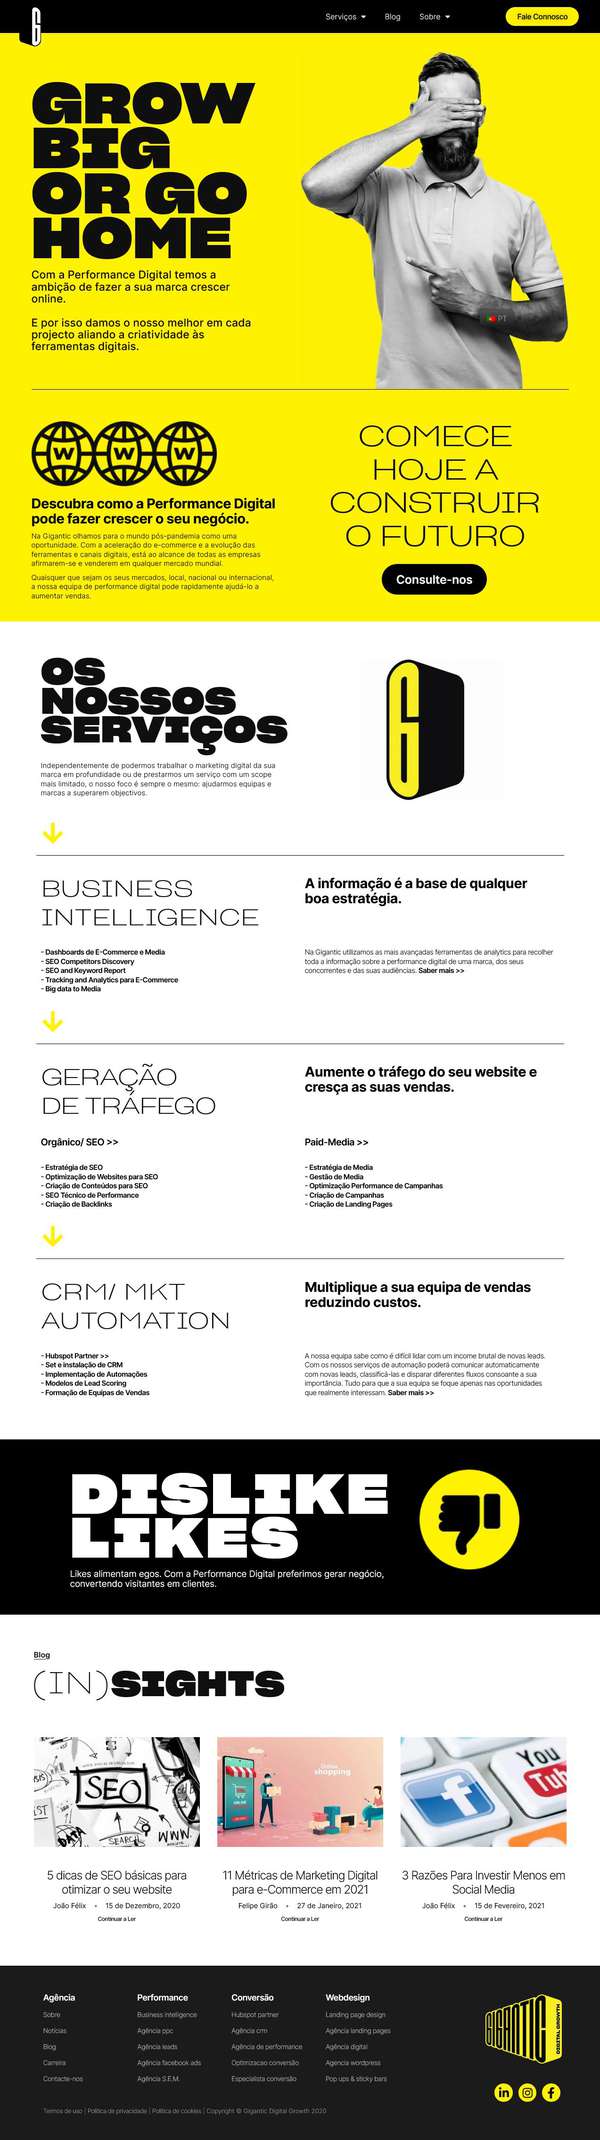 G
Serviços
Blog
Sobre
Fale Connosco
GROW
BIG
OR GO
HOME
Com a Performance Digital temos a
ambição de fazer a sua marca crescer
online.
E por isso damos o nosso melhor em cada
projecto aliando a criatividade às
ferramentas digitais.
PT
W W W
Descubra como a Performance Digital
pode fazer crescer o seu negócio.
Na Gigantic olhamos para o mundo pós-pandemia como uma
oportunidade. Com a aceleração do e-commerce e a evolução das
ferramentas e canais digitais, está ao alcance de todas as empresas
afirmarem-se e venderem em qualquer mercado mundial.
Quaisquer que sejam os seus mercados, local, nacional ou internacional,
a nossa equipa de performance digital pode rapidamente ajudá-lo a
aumentar vendas.
COMECE
HOJE A
CONSTRUIR
O FUTURO
Consulte-nos
OS
NOSSOS
SERVIÇOS
Independentemente de podermos trabalhar o marketing digital da sua
marca em profundidade ou de prestarmos um serviço com um scope
mais limitado, o nosso foco é sempre o mesmo: ajudarmos equipas e
marcas a superarem objectivos.
G
BUSINESS
INTELLIGENCE
- Dashboards de E-Commerce e Media
- SEO Competitors Discovery
- SEO and Keyword Report
- Tracking and Analytics para E-Commerce
- Big data to Media
A informação é a base de qualquer
boa estratégia.
Na Gigantic utilizamos as mais avançadas ferramentas de analytics para recolher
toda a informação sobre a performance digital de uma marca, dos seus
concorrentes e das suas audiências. Saber mais >>
GERAÇÃO
DE TRÁFEGO
Aumente o tráfego do seu website e
cresça as suas vendas.
Orgânico/ SEO >>
- Estratégia de SEO
- Optimização de Websites para SEO
- Criação de Conteúdos para SEO
- SEO Técnico de Performance
- Criação de Backlinks
Paid-Media >>
- Estratégia de Media
- Gestão de Media
- Optimização Performance de Campanhas
- Criação de Campanhas
- Criação de Landing Pages
CRM/ MKT
AUTOMATION
- Hubspot Partner >>
- Set e instalação de CRM
- Implementação de Automações
- Modelos de Lead Scoring
- Formação de Equipas de Vendas
Multiplique a sua equipa de vendas
reduzindo custos.
A nossa equipa sabe como é difícil lidar com um income brutal de novas leads.
Com os nossos serviços de automação poderá comunicar automaticamente
com novas leads, classificá-las e disparar diferentes fluxos consoante a sua
importância. Tudo para que a sua equipa se foque apenas nas oportunidades
que realmente interessam. Saber mais >>
DISLIKE
LIKES
Likes alimentam egos. Com a Performance Digital preferimos gerar negócio,
convertendo visitantes em clientes.
Blog
(IN)SIGHTS
SEO
SEARCH
DATA
WWW.
Online
shopping
f
You
Tub
5 dicas de SEO básicas para
otimizar o seu website
João Félix • 15 de Dezembro, 2020
Continuar a Ler
11 Métricas de Marketing Digital
para e-Commerce em 2021
Felipe Girão • 27 de Janeiro, 2021
Continuar a Ler
3 Razões Para Investir Menos em
Social Media
João Félix • 15 de Fevereiro, 2021
Continuar a Ler
Agência
Sobre
Notícias
Blog
Carreira
Contacte-nos
Performance
Business intelligence
Agência ppc
Agência leads
Agência facebook ads
Agência S.E.M.
Conversão
Hubspot partner
Agência crm
Agência de performance
Optimizacao conversão
Especialista conversão
Webdesign
Landing page design
Agência landing pages
Agência digital
Agencia wordpress
Pop ups & sticky bars
GIGANTIC
DIGITAL GROWTH
in
f
Termos de uso | Política de privacidade | Política de cookies | Copyright © Gigantic Digital Growth 2020